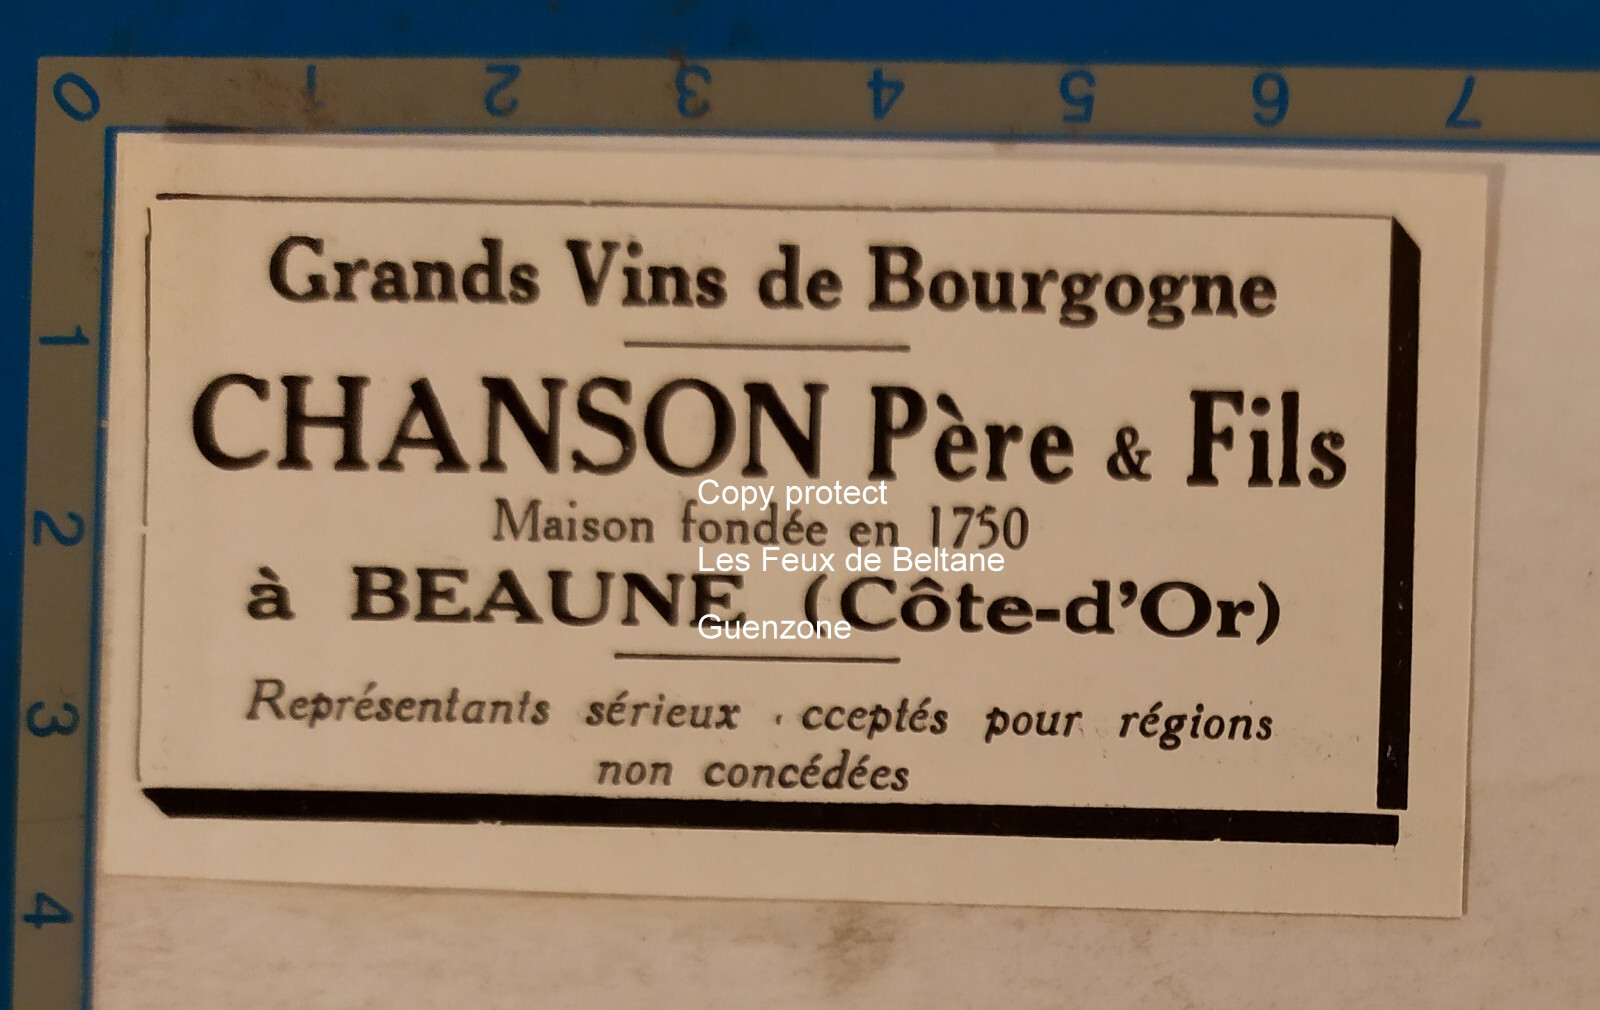 0 1 2 3 4 5 6 7
1
2
3
4
Grands Vins de Bourgogne
CHANSON Père & Fils
Copy protect
Maison fondée en 1750
Les Feux de Beltane
à BEAUNE (Côte-d'Or)
Guenzone
Représentants sérieux cceptés pour régions
non concédées